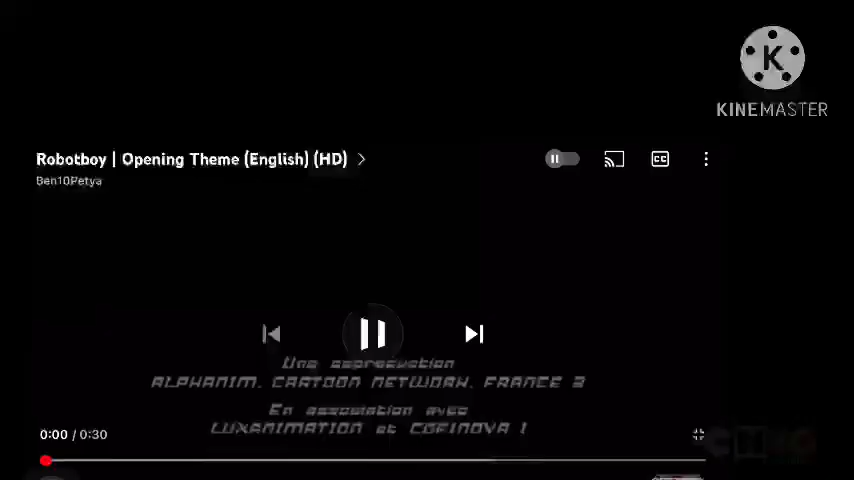 K
KINEMASTER
Robotboy | Opening Theme (English) (HD)
Ben10Petya
CC
Une coproduction
ALPHANIM, CARTOON NETWORK, FRANCE 3
En association avec
LUXANIMATION et COFINOVA 1
0:00 / 0:30